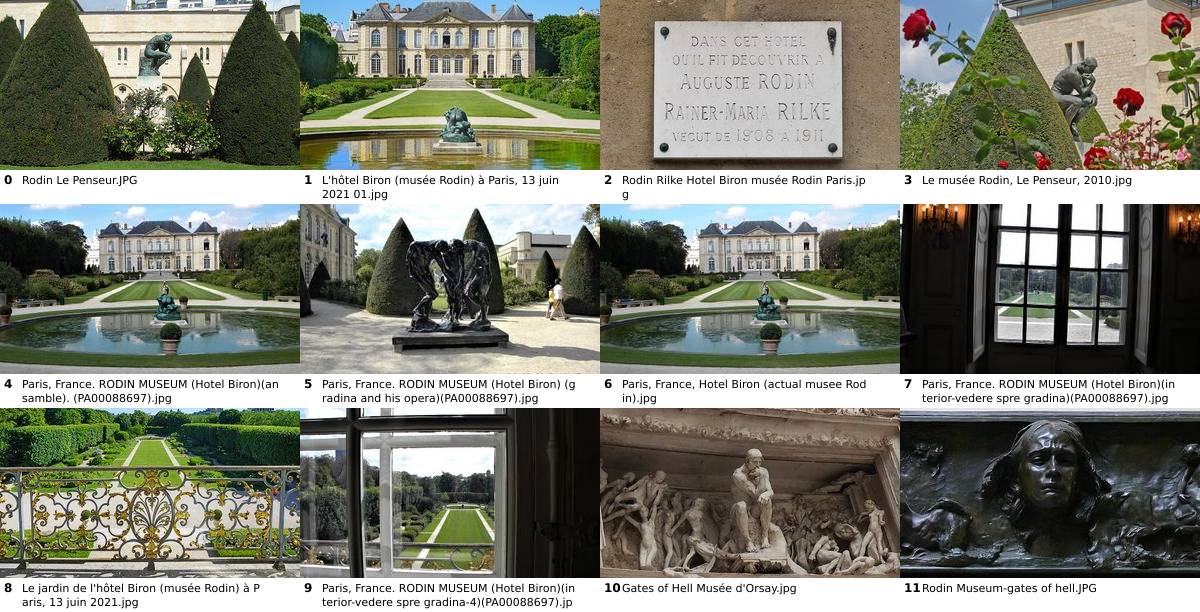 DANS CET HOTEL
QU'IL FIT DÉCOUVRIR A
AUGUSTE RODIN
RAINER-MARIA RILKE
VECUT DE 1908 A 1911
0 Rodin Le Penseur.JPG
1 L'hôtel Biron (musée Rodin) à Paris, 13 juin
2021 01.jpg
2 Rodin Rilke Hotel Biron musée Rodin Paris.jp
g
3 Le musée Rodin, Le Penseur, 2010.jpg
4 Paris, France. RODIN MUSEUM (Hotel Biron)(an
samble). (PA00088697).jpg
5 Paris, France. RODIN MUSEUM (Hotel Biron) (g
radina and his opera)(PA00088697).jpg
6 Paris, France, Hotel Biron (actual musee Rod
in).jpg
7 Paris, France. RODIN MUSEUM (Hotel Biron)(in
terior-vedere spre gradina)(PA00088697).jpg
8 Le jardin de l'hôtel Biron (musée Rodin) à P
aris, 13 juin 2021.jpg
9 Paris, France. RODIN MUSEUM (Hotel Biron)(in
terior-vedere spre gradina-4)(PA00088697).jp
10 Gates of Hell Musée d'Orsay.jpg
11 Rodin Museum-gates of hell.JPG